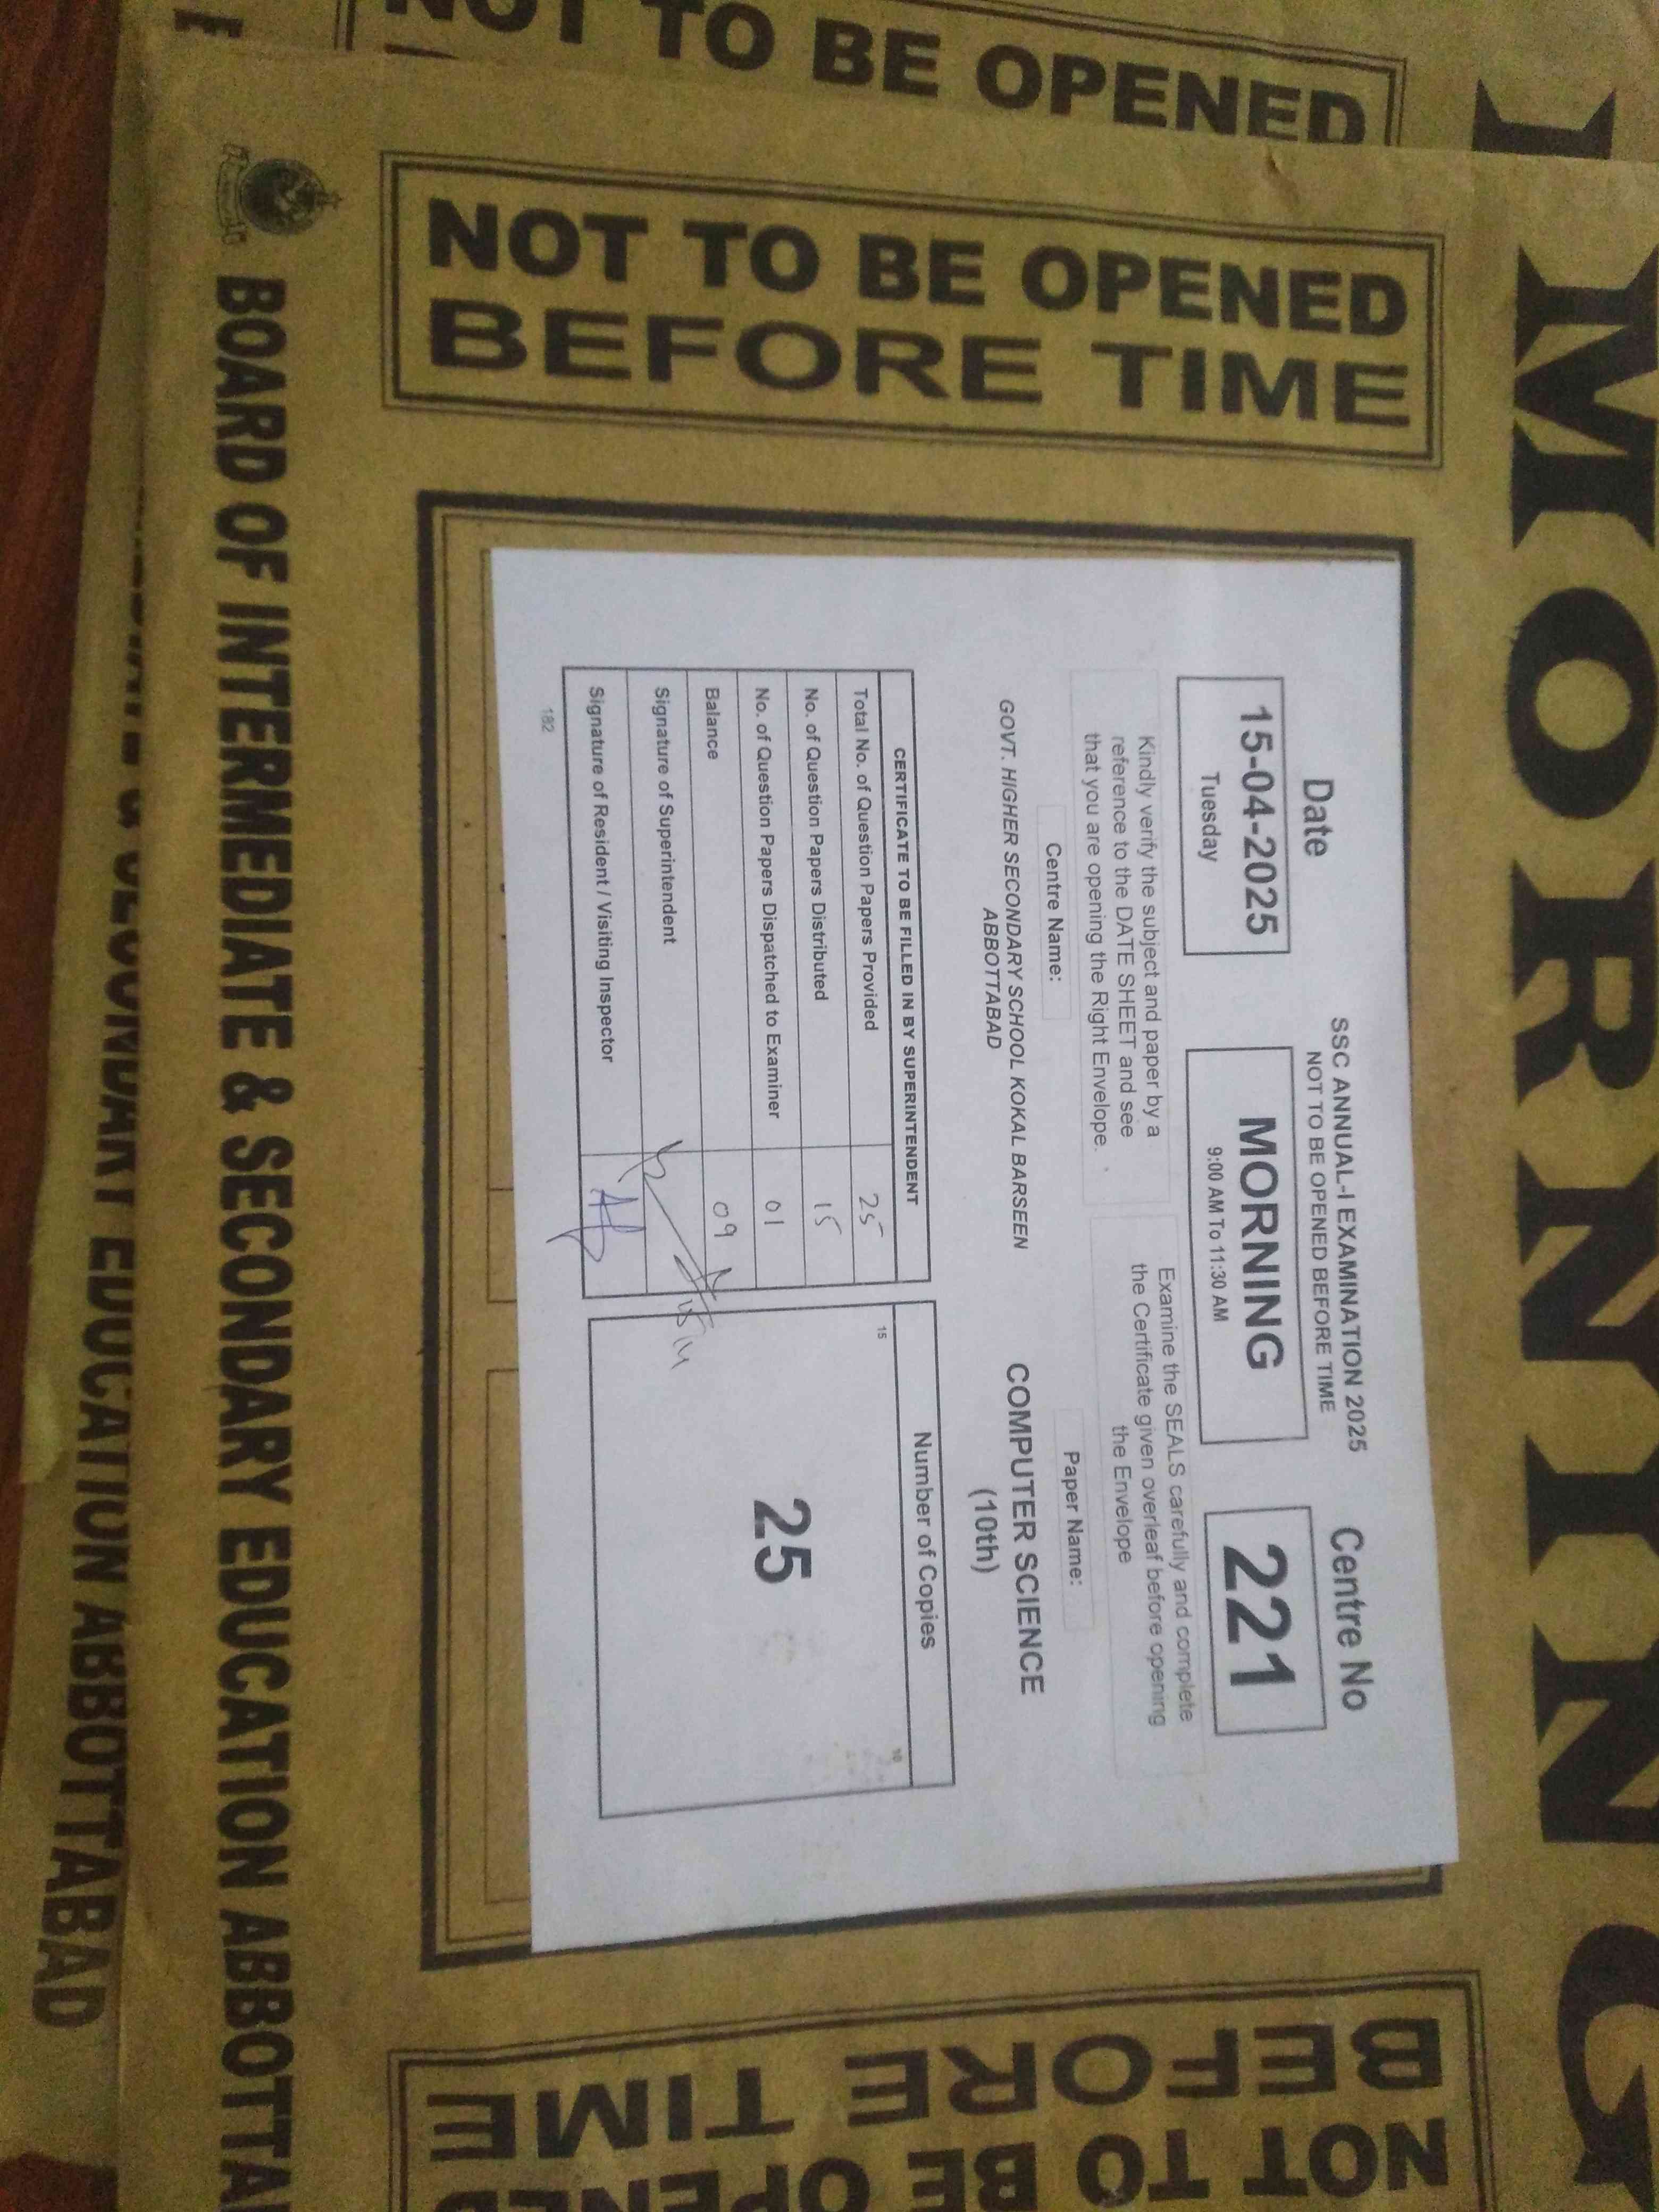 NOT TO BE OPENED
MORNING
NOT TO BE OPENED
BEFORE TIME
SSC ANNUAL-I EXAMINATION 2025
NOT TO BE OPENED BEFORE TIME
Date
Centre No
15-04-2025
Tuesday
MORNING
9:00 AM To 11:30 AM
221
Kindly verify the subject and paper by a
reference to the DATE SHEET and see
that you are opening the Right Envelope.
Examine the SEALS carefully and complete
the Certificate given overleaf before opening
the Envelope
Centre Name:
Paper Name:
GOVT. HIGHER SECONDARY SCHOOL KOKAL BARSEEN
ABBOTTABAD
COMPUTER SCIENCE
(10th)
CERTIFICATE TO BE FILLED IN BY SUPERINTENDENT
Total No. of Question Papers Provided 25
No. of Question Papers Distributed 15
No. of Question Papers Dispatched to Examiner 01
Balance 09
Signature of Superintendent
Signature of Resident / Visiting Inspector
182
Number of Copies
15
10
25
NOT TO BE OPENED
BEFORE TIME
BOARD OF INTERMEDIATE & SECONDARY EDUCATION ABBOTTA
EDUCATION ABBOTTABAD